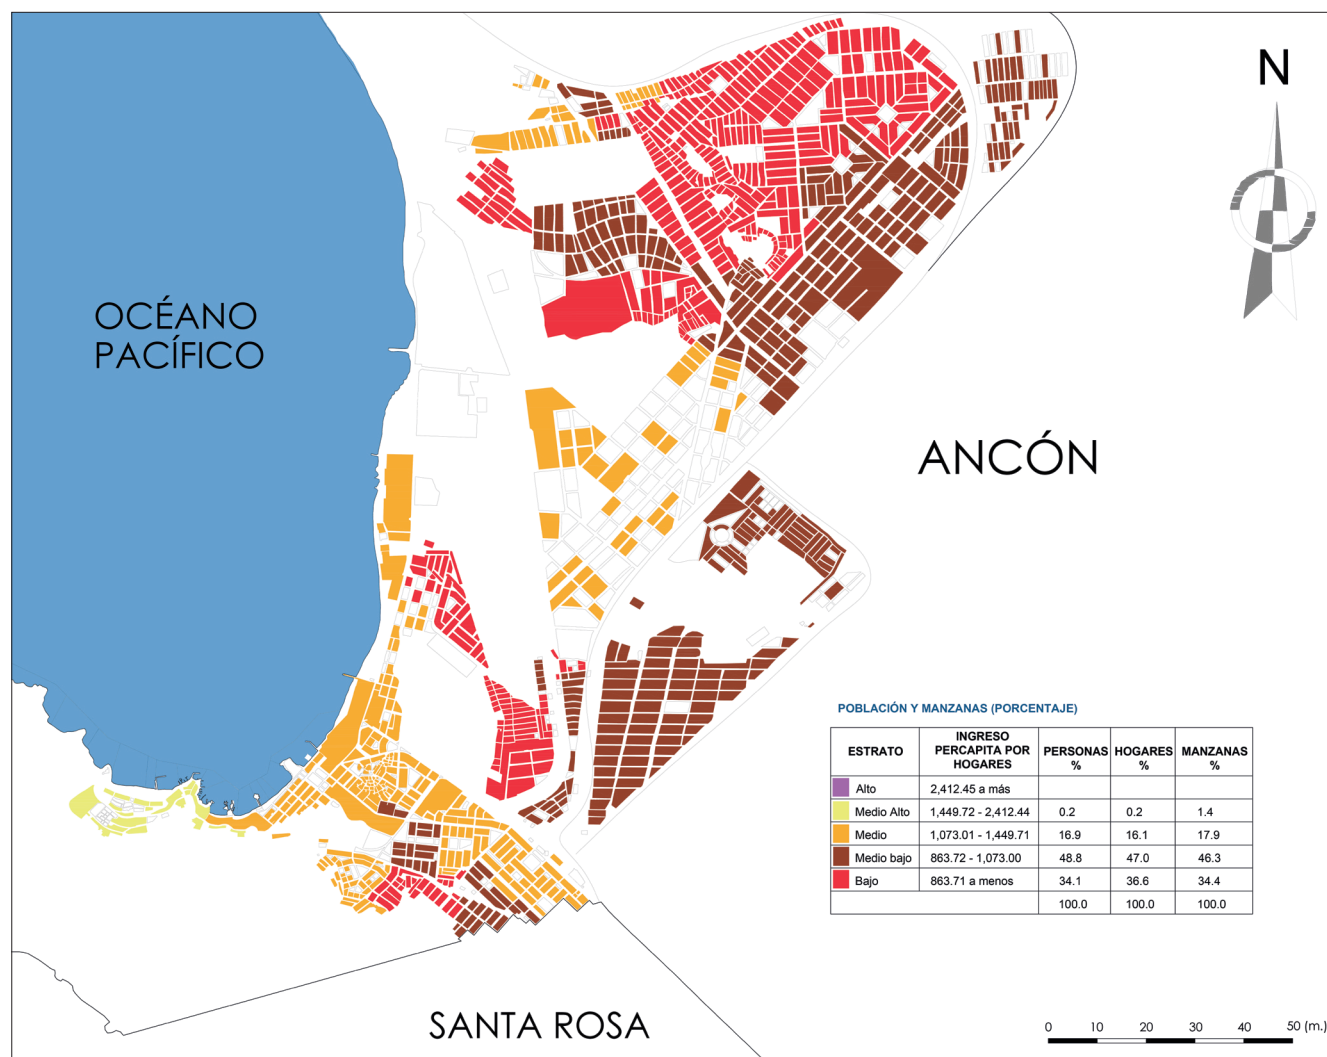 N
OCÉANO
PACÍFICO
ANCÓN
POBLACIÓN Y MANZANAS (PORCENTAJE)
ESTRATO INGRESO PERCAPITA POR HOGARES PERSONAS % HOGARES % MANZANAS %
Alto 2,412.45 a más
Medio Alto 1,449.72 - 2,412.44 0.2 0.2 1.4
Medio 1,073.01 - 1,449.71 16.9 16.1 17.9
Medio bajo 863.72 - 1,073.00 48.8 47.0 46.3
Bajo 863.71 a menos 34.1 36.6 34.4
100.0 100.0 100.0
SANTA ROSA
0 10 20 30 40 50 (m.)